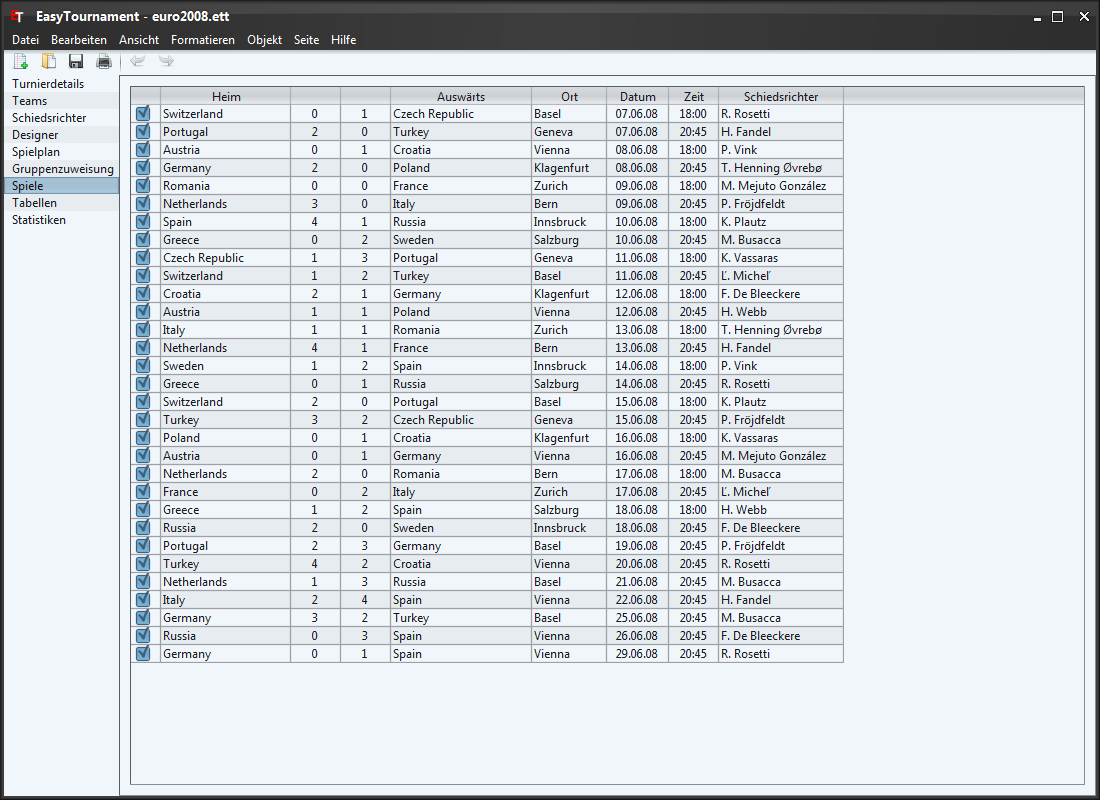 EasyTournament - euro2008.ett
Datei Bearbeiten Ansicht Formatieren Objekt Seite Hilfe
Turnierdetails
Teams
Schiedsrichter
Designer
Spielplan
Gruppenzuweisung
Spiele
Tabellen
Statistiken
Heim Auswärts Ort Datum Zeit Schiedsrichter
Switzerland 0 1 Czech Republic Basel 07.06.08 18:00 R. Rosetti
Portugal 2 0 Turkey Geneva 07.06.08 20:45 H. Fandel
Austria 0 1 Croatia Vienna 08.06.08 18:00 P. Vink
Germany 2 0 Poland Klagenfurt 08.06.08 20:45 T. Henning Øvrebø
Romania 0 0 France Zurich 09.06.08 18:00 M. Mejuto González
Netherlands 3 0 Italy Bern 09.06.08 20:45 P. Fröjdfeldt
Spain 4 1 Russia Innsbruck 10.06.08 18:00 K. Plautz
Greece 0 2 Sweden Salzburg 10.06.08 20:45 M. Busacca
Czech Republic 1 3 Portugal Geneva 11.06.08 18:00 K. Vassaras
Switzerland 1 2 Turkey Basel 11.06.08 20:45 Ľ. Micheľ
Croatia 2 1 Germany Klagenfurt 12.06.08 18:00 F. De Bleeckere
Austria 1 1 Poland Vienna 12.06.08 20:45 H. Webb
Italy 1 1 Romania Zurich 13.06.08 18:00 T. Henning Øvrebø
Netherlands 4 1 France Bern 13.06.08 20:45 H. Fandel
Sweden 1 2 Spain Innsbruck 14.06.08 18:00 P. Vink
Greece 0 1 Russia Salzburg 14.06.08 20:45 R. Rosetti
Switzerland 2 0 Portugal Basel 15.06.08 18:00 K. Plautz
Turkey 3 2 Czech Republic Geneva 15.06.08 20:45 P. Fröjdfeldt
Poland 0 1 Croatia Klagenfurt 16.06.08 18:00 K. Vassaras
Austria 0 1 Germany Vienna 16.06.08 20:45 M. Mejuto González
Netherlands 2 0 Romania Bern 17.06.08 18:00 M. Busacca
France 0 2 Italy Zurich 17.06.08 20:45 Ľ. Micheľ
Greece 1 2 Spain Salzburg 18.06.08 18:00 H. Webb
Russia 2 0 Sweden Innsbruck 18.06.08 20:45 F. De Bleeckere
Portugal 2 3 Germany Basel 19.06.08 20:45 P. Fröjdfeldt
Turkey 4 2 Croatia Vienna 20.06.08 20:45 R. Rosetti
Netherlands 1 3 Russia Basel 21.06.08 20:45 M. Busacca
Italy 2 4 Spain Vienna 22.06.08 20:45 H. Fandel
Germany 3 2 Turkey Basel 25.06.08 20:45 M. Busacca
Russia 0 3 Spain Vienna 26.06.08 20:45 F. De Bleeckere
Germany 0 1 Spain Vienna 29.06.08 20:45 R. Rosetti